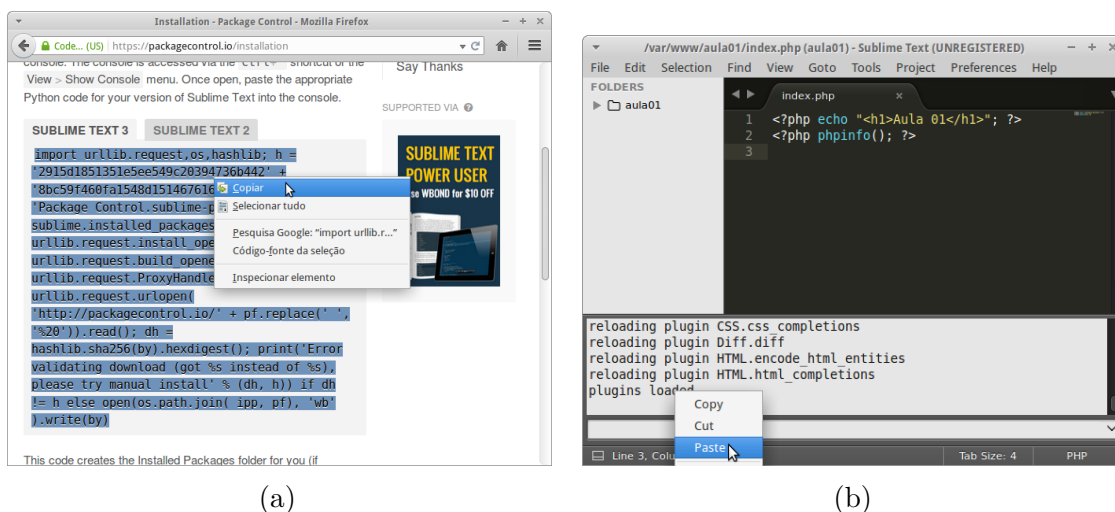 Installation - Package Control - Mozilla Firefox
Code... (US) https://packagecontrol.io/installation
console. The console is accessed via the ctrl+` shortcut or the
View > Show Console menu. Once open, paste the appropriate
Python code for your version of Sublime Text into the console.
SUBLIME TEXT 3 SUBLIME TEXT 2
import urllib.request,os,hashlib; h =
'2915d1851351e5ee549c20394736b442' +
'8bc59f460fa1548d151467616
'Package Control.sublime-p
sublime.installed_packages
urllib.request.install_ope
urllib.request.build_opene
urllib.request.ProxyHandle
urllib.request.urlopen(
'http://packagecontrol.io/' + pf.replace(' ',
'%20')).read(); dh =
hashlib.sha256(by).hexdigest(); print('Error
validating download (got %s instead of %s),
please try manual install' % (dh, h)) if dh
!= h else open(os.path.join( ipp, pf), 'wb'
).write(by)
This code creates the Installed Packages folder for you (if
Copiar
Selecionar tudo
Pesquisa Google: “import urllib.r...”
Código-fonte da seleção
Inspecionar elemento
Say Thanks
SUPPORTED VIA
SUBLIME TEXT
POWER USER
se WBOND for $10 OFF
(a)
/var/www/aula01/index.php (aula01) - Sublime Text (UNREGISTERED)
File Edit Selection Find View Goto Tools Project Preferences Help
FOLDERS
aula01
index.php
1 <?php echo "<h1>Aula 01</h1>"; ?>
2 <?php phpinfo(); ?>
3
reloading plugin CSS.css_completions
reloading plugin Diff.diff
reloading plugin HTML.encode_html_entities
reloading plugin HTML.html_completions
plugins loaded
Copy
Cut
Paste
Line 3, Colu Tab Size: 4 PHP
(b)